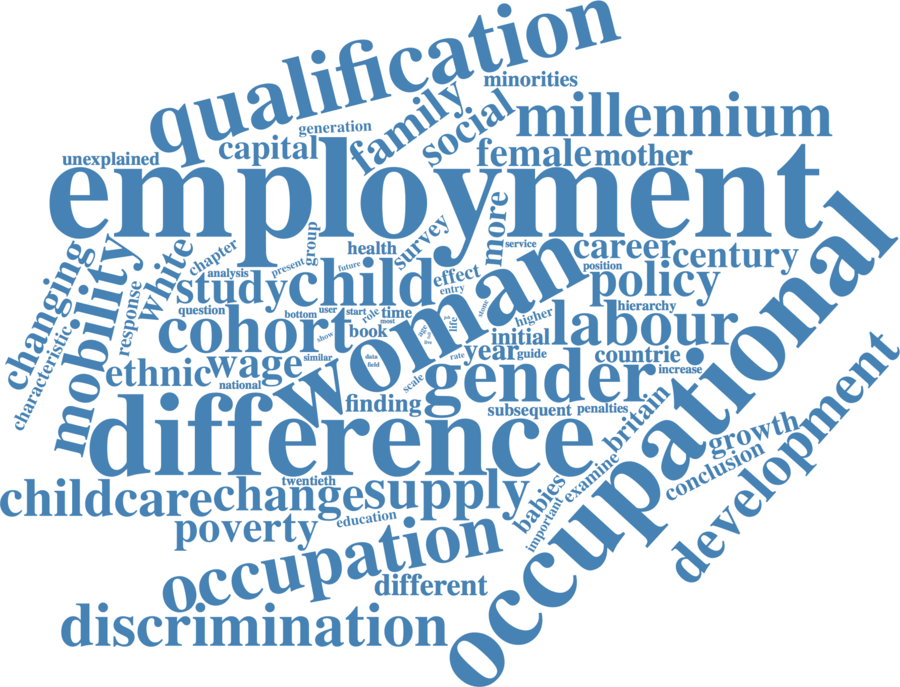 qualification
minorities
generation
family
social
millennium
unexplained
capital
female
mother
employment
changing
mobility
white
chapter
group
health
survey
more
service
career
century
analysis
present
future
study
child
effect
entry
woman
position
policy
occupational
characteristic
response
question
bottom
user
start
role
time
most
cohort
show
book
age
life
higher
initial
labour
hierarchy
ethnic
wage
similar
data
field
rate
year
guide
countrie
national
scale
gender
increase
difference
finding
subsequent
penalties
britain
growth
development
childcare
change
twentieth
supply
babies
examine
important
conclusion
poverty
education
occupation
different
discrimination